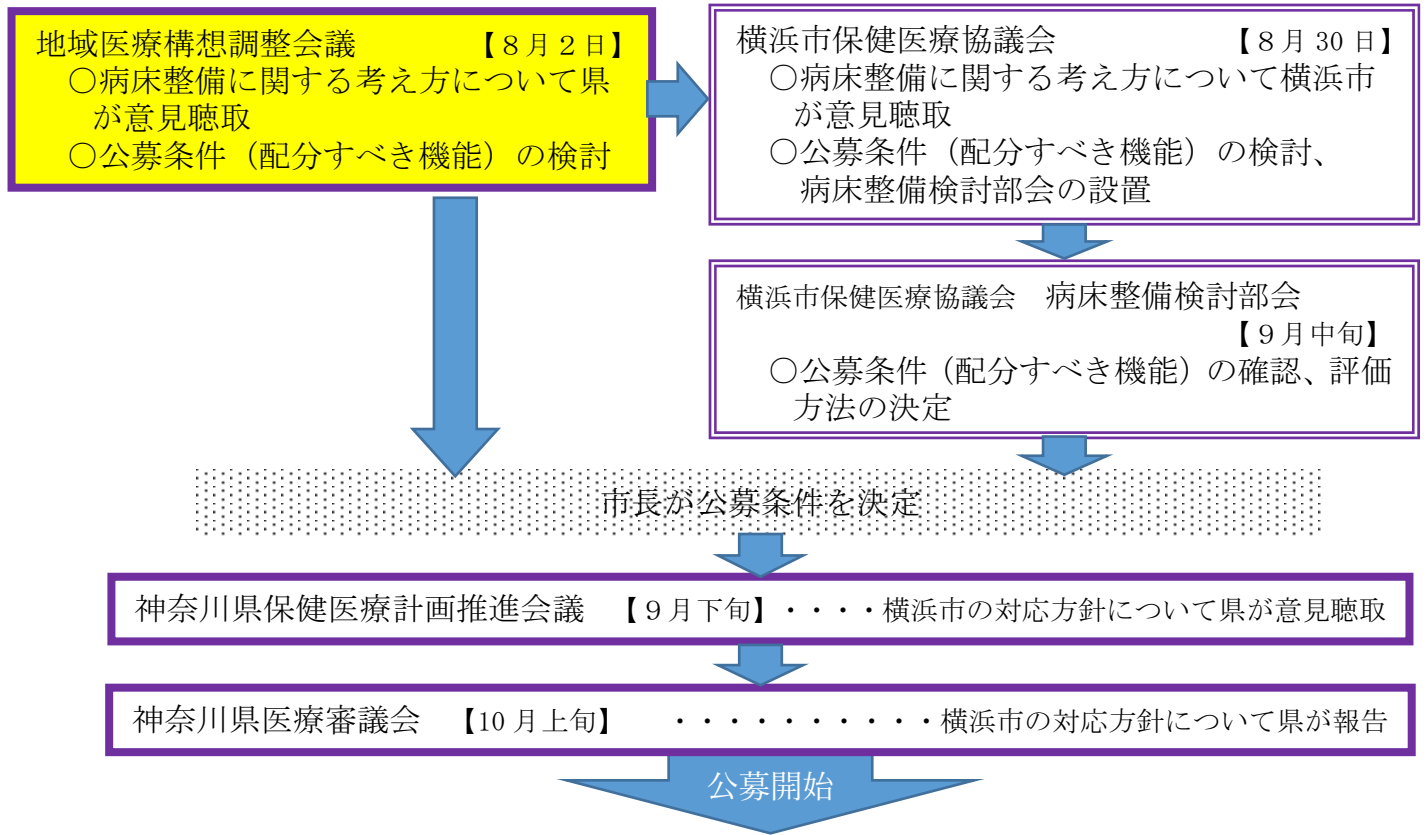 地域医療構想調整会議　【８月２日】
○病床整備に関する考え方について県
が意見聴取
○公募条件（配分すべき機能）の検討
横浜市保健医療協議会　【８月 30 日】
○病床整備に関する考え方について横浜市
が意見聴取
○公募条件（配分すべき機能）の検討、
病床整備検討部会の設置
横浜市保健医療協議会　病床整備検討部会
【９月中旬】
○公募条件（配分すべき機能）の確認、評価
方法の決定
市長が公募条件を決定
神奈川県保健医療計画推進会議　【９月下旬】・・・・横浜市の対応方針について県が意見聴取
神奈川県医療審議会　【10 月上旬】　・・・・・・・・・・横浜市の対応方針について県が報告
公募開始